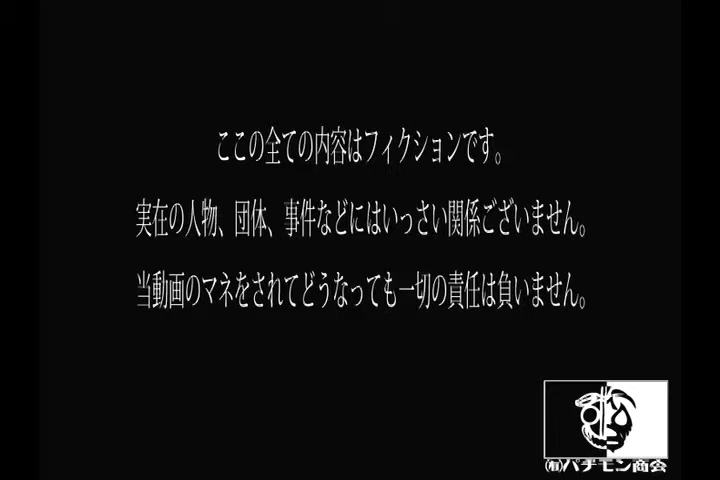 ここの全ての内容はフィクションです。
実在の人物、団体、事件などにはいっさい関係ございません。
当動画のマネをされてどうなっても一切の責任は負いません。
㈲パチモン商会